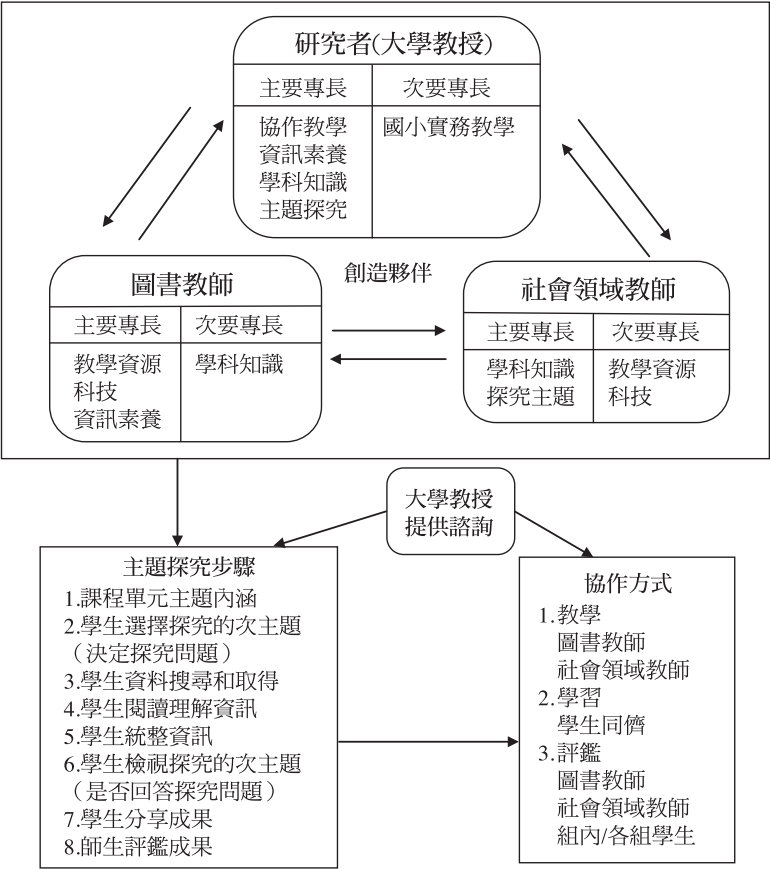 研究者(大學教授)
主要專長
次要專長
協作教學
資訊素養
學科知識
主題探究
國小實務教學
創造夥伴
圖書教師
主要專長
次要專長
教學資源
科技
資訊素養
學科知識
社會領域教師
主要專長
次要專長
學科知識
探究主題
教學資源
科技
大學教授
提供諮詢
主題探究步驟
1.課程單元主題內涵
2.學生選擇探究的次主題
（決定探究問題）
3.學生資料搜尋和取得
4.學生閱讀理解資訊
5.學生統整資訊
6.學生檢視探究的次主題
（是否回答探究問題）
7.學生分享成果
8.師生評鑑成果
協作方式
1.教學
圖書教師
社會領域教師
2.學習
學生同儕
3.評鑑
圖書教師
社會領域教師
組內/各組學生